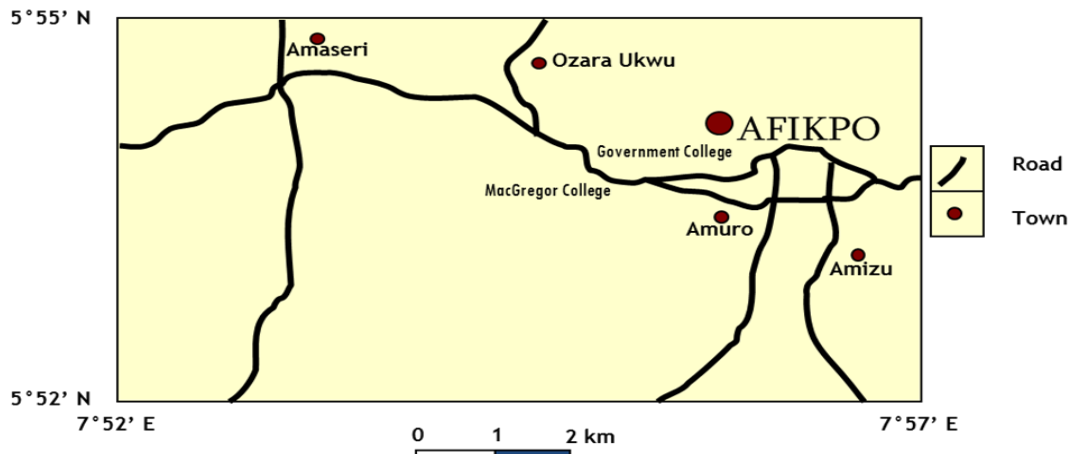 5°55’ N
Amaseri
Ozara Ukwu
AFIKPO
Government College
MacGregor College
Amuro
Amizu
Road
Town
5°52’ N
7°52’ E
7°57’ E
0 1 2 km